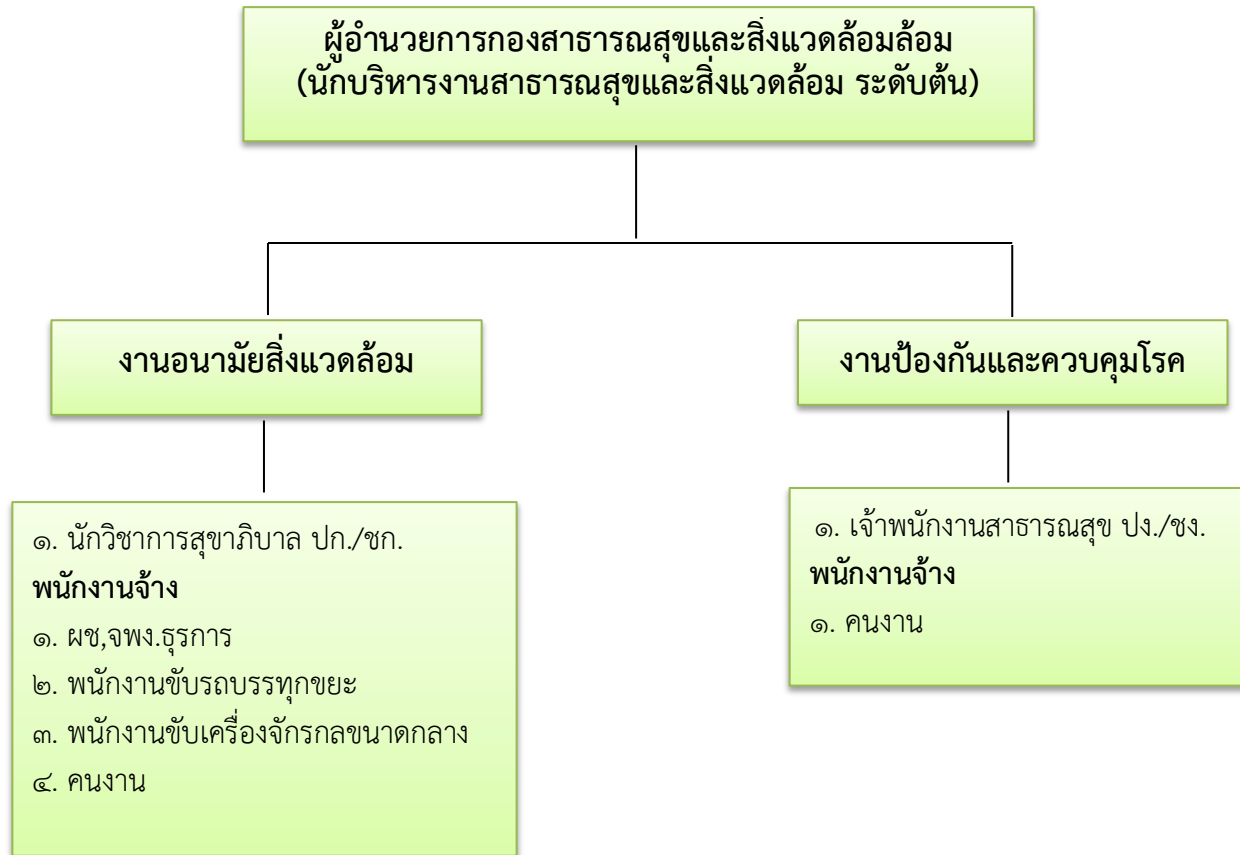 ผู้อำนวยการกองสาธารณสุขและสิ่งแวดล้อมล้อม
(นักบริหารงานสาธารณสุขและสิ่งแวดล้อม ระดับต้น)
งานอนามัยสิ่งแวดล้อม
๑. นักวิชาการสุขาภิบาล ปก./ชก.
พนักงานจ้าง
๑. ผช,จพง.ธุรการ
๒. พนักงานขับรถบรรทุกขยะ
๓. พนักงานขับเครื่องจักรกลขนาดกลาง
๔. คนงาน
งานป้องกันและควบคุมโรค
๑. เจ้าพนักงานสาธารณสุข ปง./ชง.
พนักงานจ้าง
๑. คนงาน